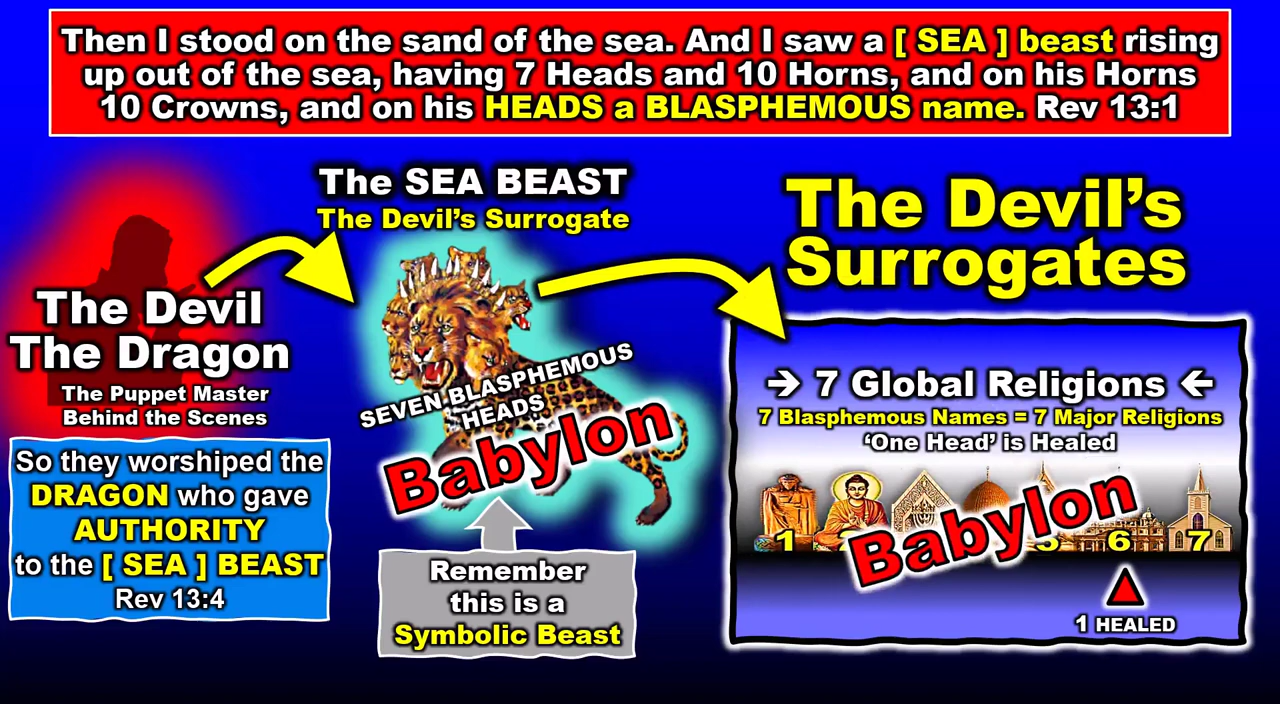 Then I stood on the sand of the sea. And I saw a [ SEA ] beast rising
up out of the sea, having 7 Heads and 10 Horns, and on his Horns
10 Crowns, and on his HEADS a BLASPHEMOUS name. Rev 13:1
The SEA BEAST
The Devil's Surrogate
The Devil's
Surrogates
The Devil
The Dragon
The Puppet Master
Behind the Scenes
So they worshiped the
DRAGON who gave
AUTHORITY
to the [ SEA ] BEAST
Rev 13:4
SEVEN BLASPHEMOUS
HEADS
Babylon
Remember
this is a
Symbolic Beast
→ 7 Global Religions ←
7 Blasphemous Names = 7 Major Religions
‘One Head’ is Healed
Babylon
1 6 7
1 HEALED